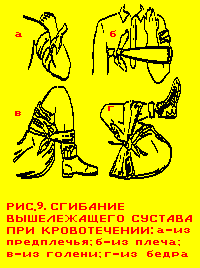 а
б
в
г
РИС.9. СГИБАНИЕ
ВЫШЕЛЕЖАЩЕГО СУСТАВА
ПРИ КРОВОТЕЧЕНИИ: а-из
предплечья; б-из плеча;
в-из голени; г-из бедра